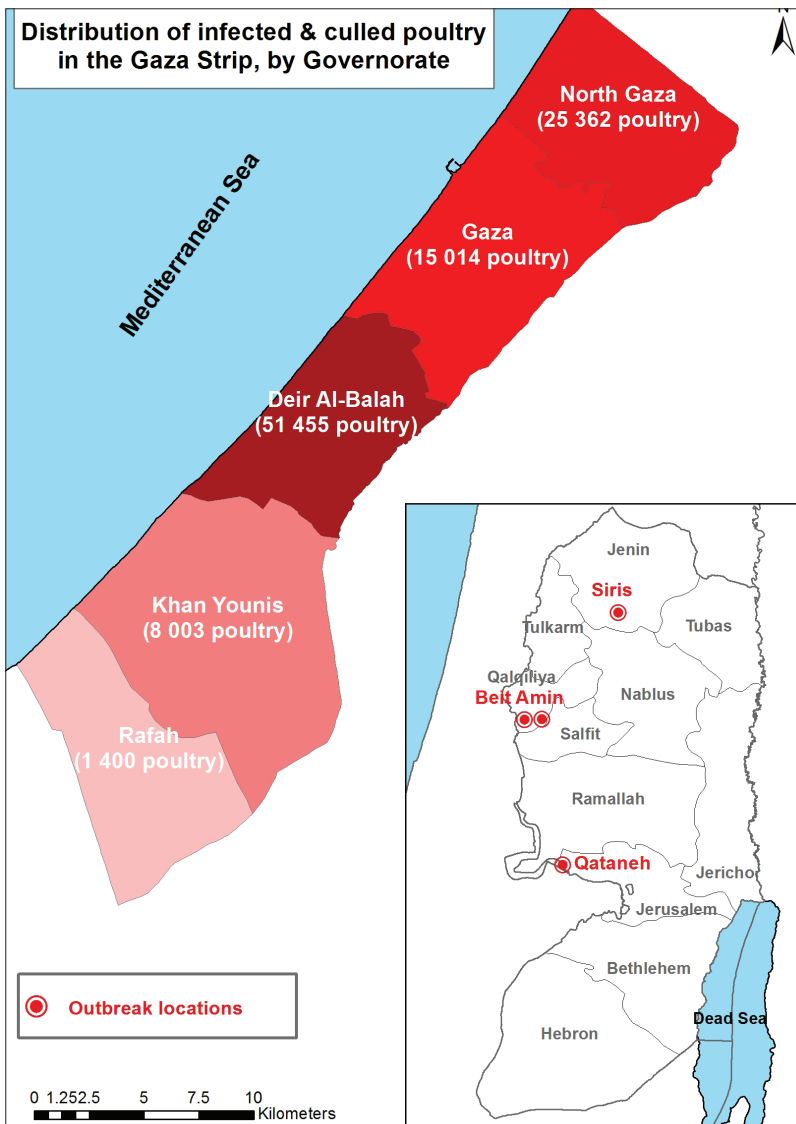 Distribution of infected & culled poultry
in the Gaza Strip, by Governorate
North Gaza
(25 362 poultry)
Mediterranean Sea
Gaza
(15 014 poultry)
Deir Al-Balah
(51 455 poultry)
Khan Younis
(8 003 poultry)
Rafah
(1 400 poultry)
Outbreak locations
0 1.252.5 5 7.5 10
Kilometers
Jenin
Siris
Tulkarm
Tubas
Qalqiliya
Beit Amin
Nablus
Salfit
Ramallah
Qataneh
Jericho
Jerusalem
Bethlehem
Dead Sea
Hebron